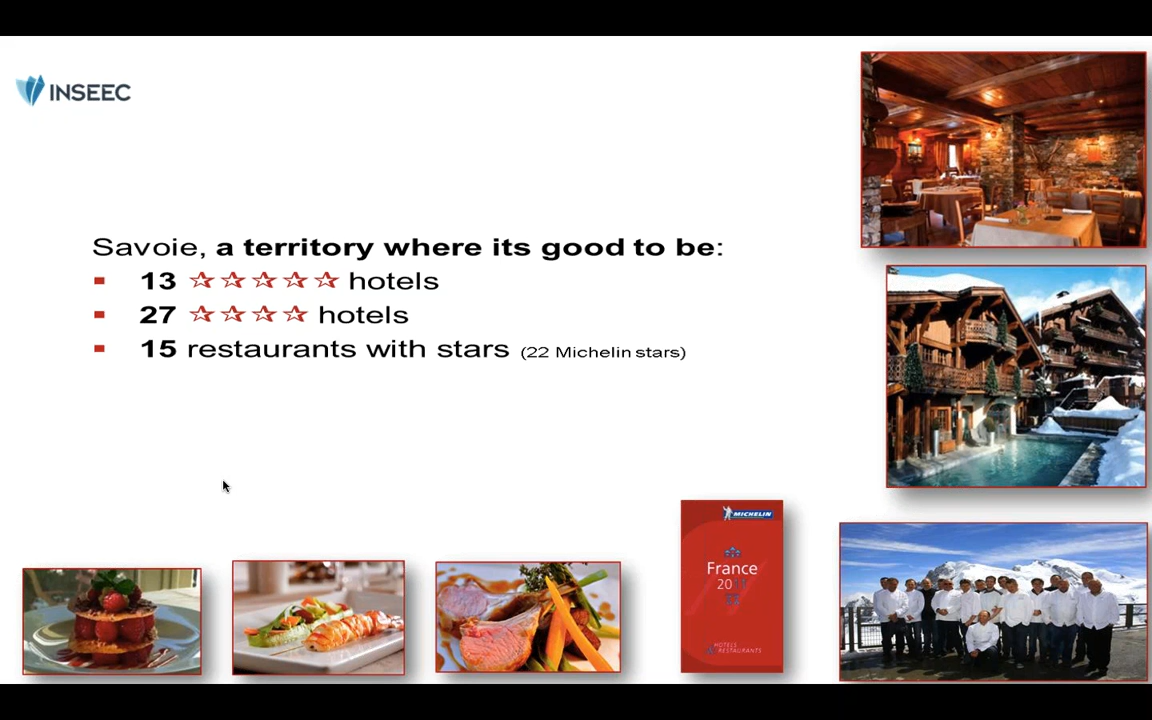 INSEEC
Savoie, a territory where its good to be:
▪ 13 ☆☆☆☆☆ hotels
▪ 27 ☆☆☆☆ hotels
▪ 15 restaurants with stars (22 Michelin stars)
MICHELIN
France
2011
HOTELS
& RESTAURANTS